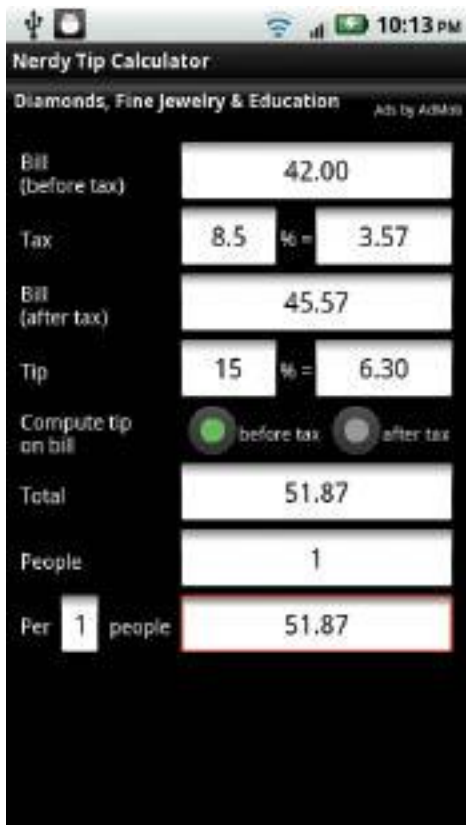 10:13 PM
Nerdy Tip Calculator
Diamonds, Fine Jewelry & Education Ads by AdMob
Bill
(before tax) 42.00
Tax 8.5 % = 3.57
Bill
(after tax) 45.57
Tip 15 % = 6.30
Compute tip
on bill before tax after tax
Total 51.87
People 1
Per 1 people 51.87